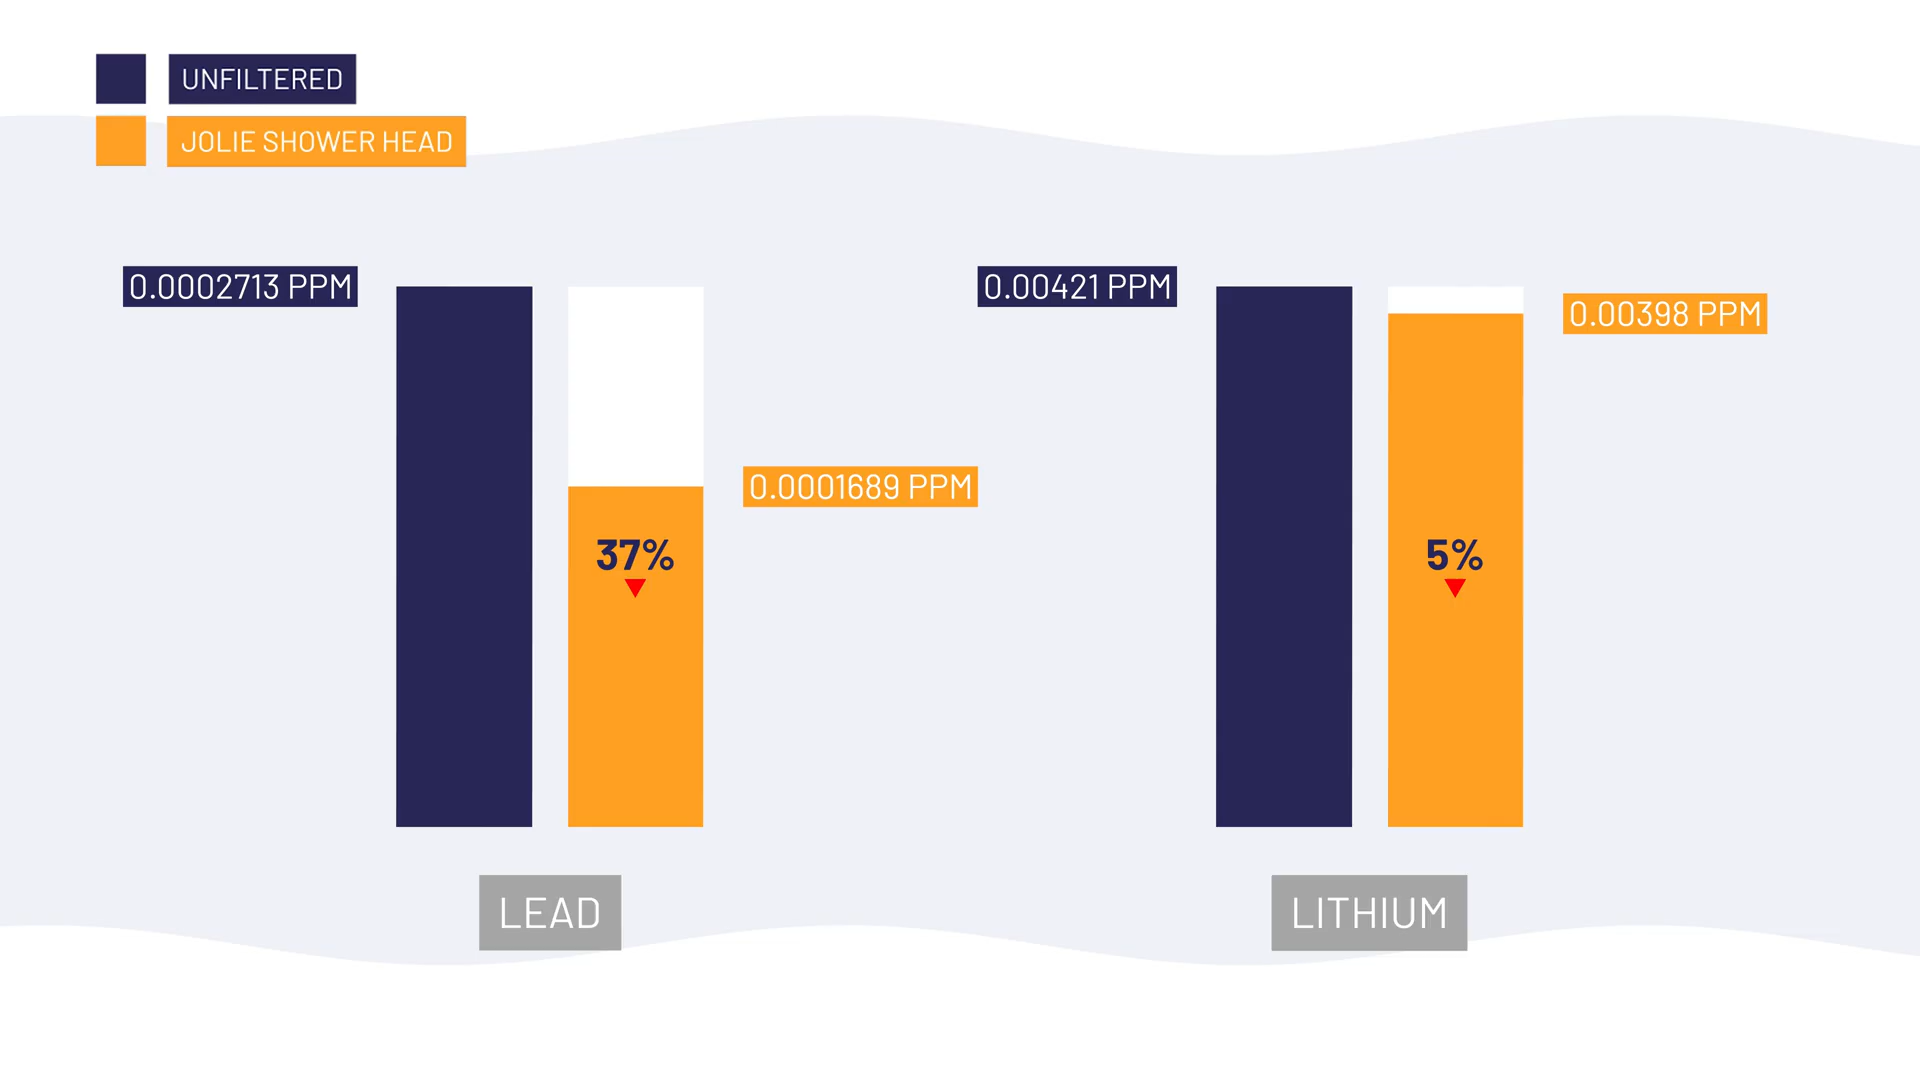 UNFILTERED
JOLIE SHOWER HEAD
0.0002713 PPM
0.00421 PPM
0.00398 PPM
0.0001689 PPM
37%
5%
LEAD
LITHIUM